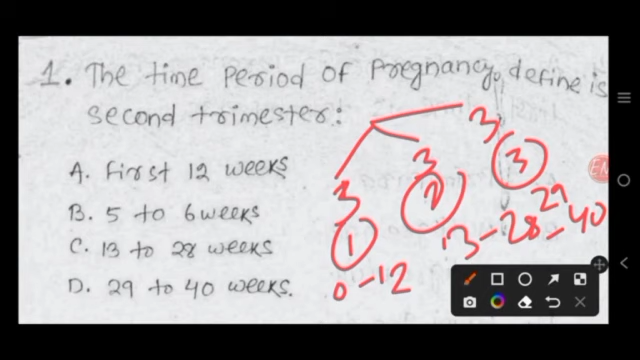 1. The time period of Pregnancy, define is
second trimester:
A. First 12 weeks
B. 5 to 6 weeks
C. 13 to 28 weeks
D. 29 to 40 weeks.
3 3 3
1 2 3
0-12 13-28 29-40
EN